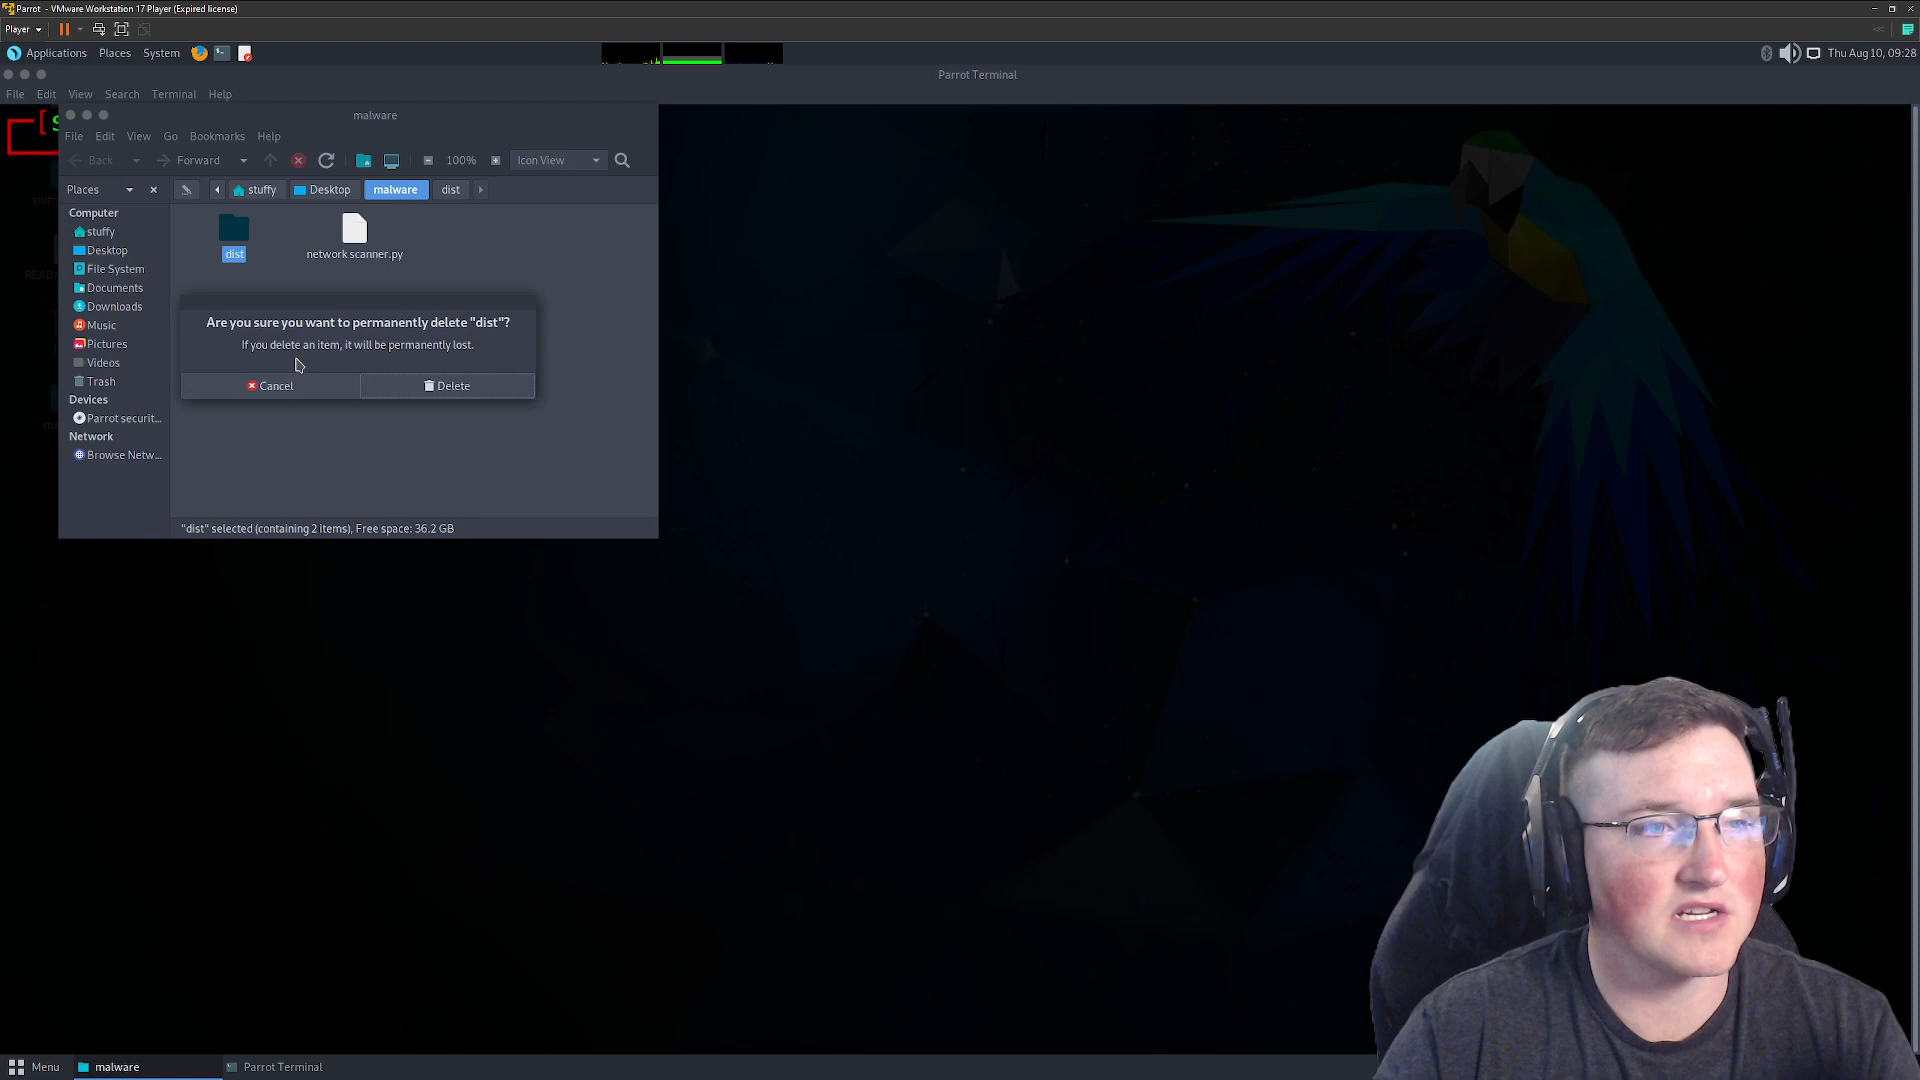 Parrot - VMware Workstation 17 Player (Expired license)
Player
Applications Places System
Thu Aug 10, 09:28
Parrot Terminal
File Edit View Search Terminal Help
malware
File Edit View Go Bookmarks Help
Back Forward 100% Icon View
Places stuffy Desktop malware dist
Computer
stuffy
Desktop
File System
Documents
Downloads
Music
Pictures
Videos
Trash
Devices
Parrot securit...
Network
Browse Netw...
dist
network scanner.py
Are you sure you want to permanently delete "dist"?
If you delete an item, it will be permanently lost.
Cancel Delete
"dist" selected (containing 2 items), Free space: 36.2 GB
Menu malware Parrot Terminal